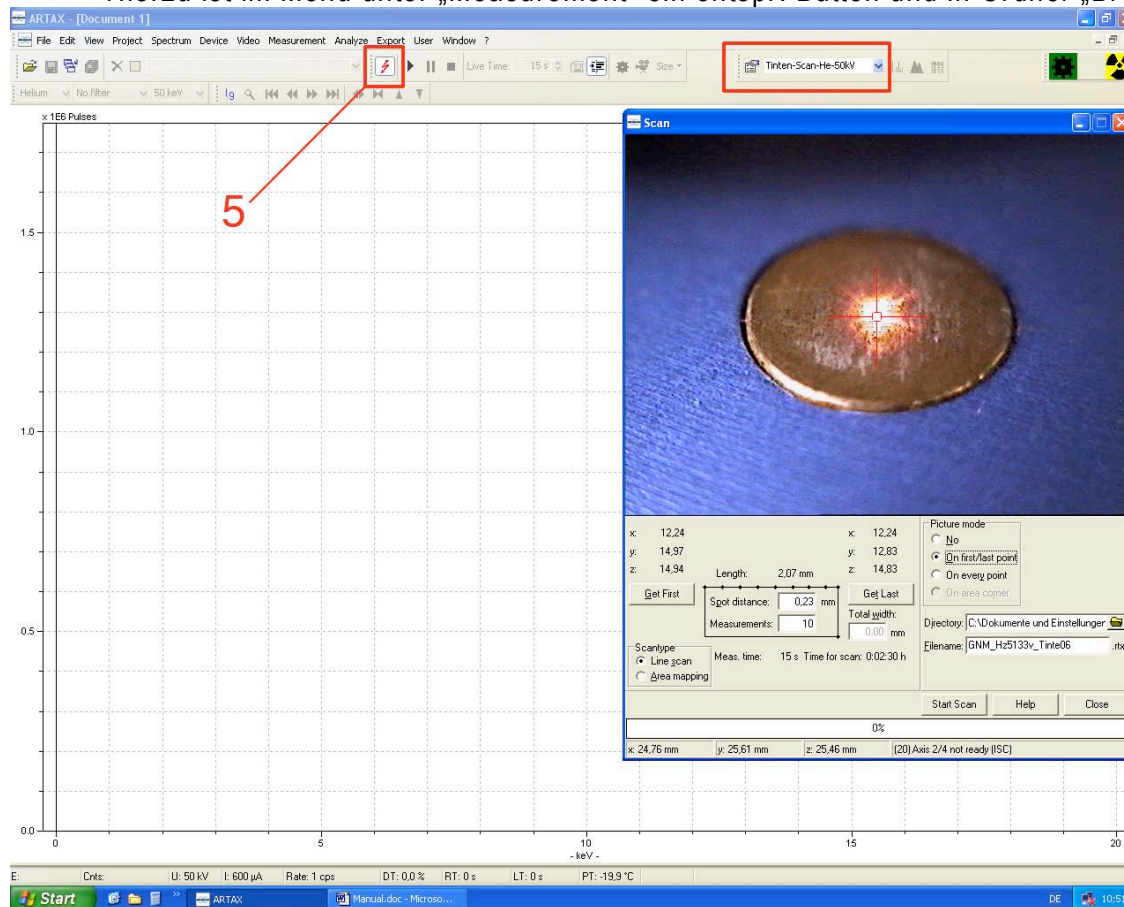 ist im Menü unter „Measurement“ ein
ARTAX - [Document 1]
File Edit View Project Spectrum Device Video Measurement Analyze Export User Window ?
Live Time: 15 s Size Tinten-Scan-He-50kV
Helium No filter 50 keV lg
x 1E6 Pulses
5
1.5
1.0
0.5
0.0
0 5 10 15 20
- keV -
Scan
x: 12,24 x: 12,24
y: 14,97 y: 12,83
z: 14,94 Length: 2,07 mm z: 14,83
Get First Spot distance: 0,23 mm Get Last
Measurements: 10 Total width: 0,00 mm
Scantype
Line scan
Area mapping
Meas. time: 15 s Time for scan: 0:02:30 h
Picture mode
No
On first/last point
On every point
On area corner
Directory: C:\Dokumente und Einstellunger
Filename: GNM_Hz5133v_Tinte06 .rtx
Start Scan Help Close
0%
x: 24,76 mm y: 25,61 mm z: 25,46 mm (20) Axis 2/4 not ready (ISC)
E: Cnts: U: 50 kV I: 600 µA Rate: 1 cps DT: 0,0 % RT: 0 s LT: 0 s PT: -19,9 °C
Start ARTAX Manual.doc - Microso... DE 10:51